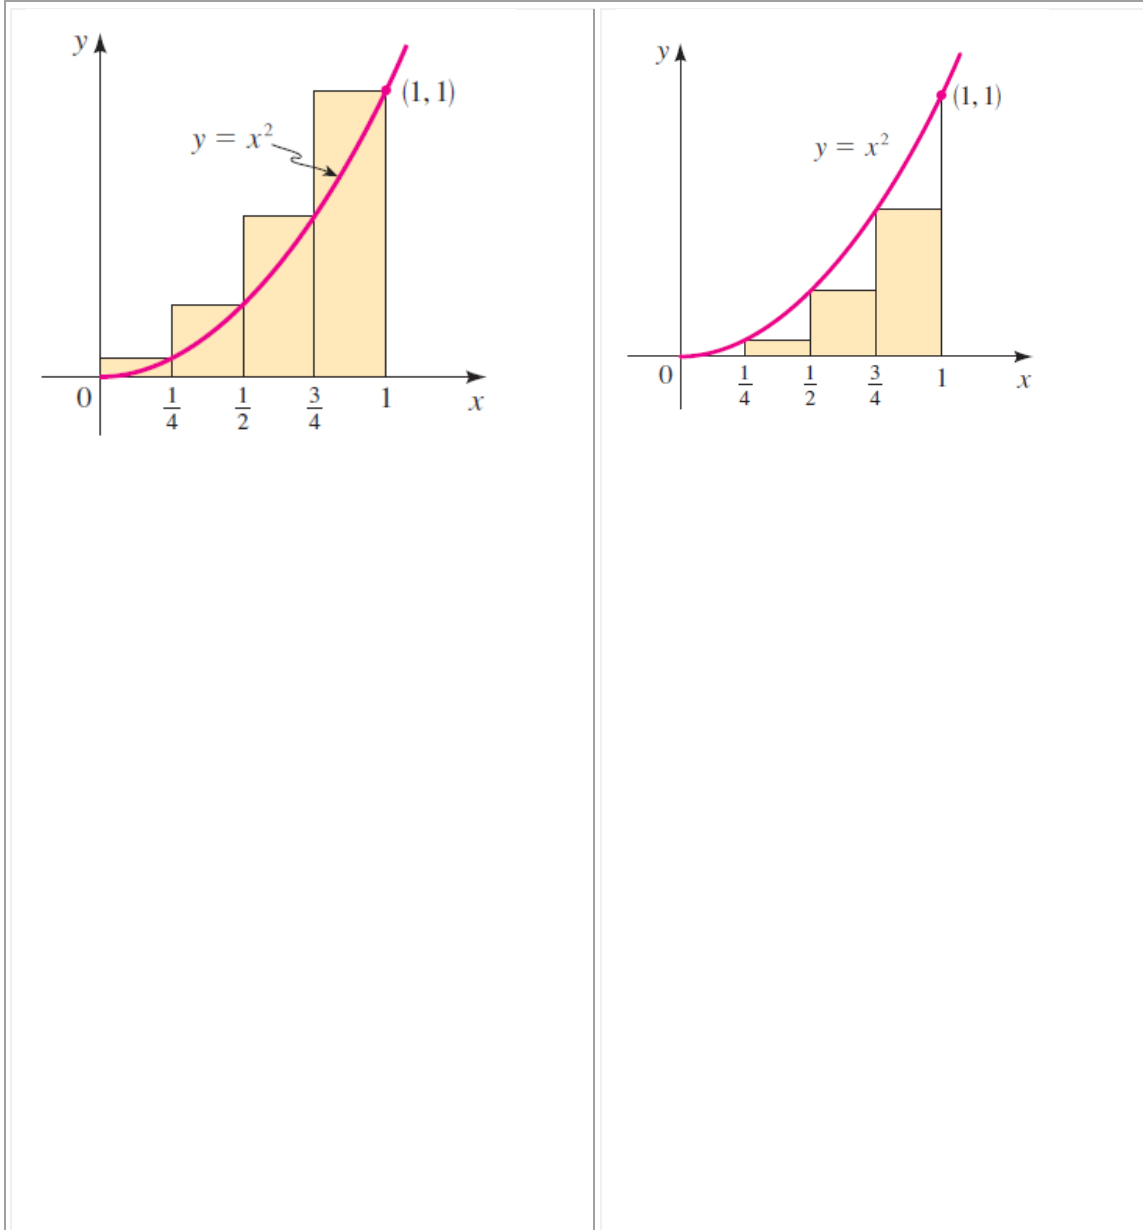 y
(1, 1)
y = x²
0
1/4
1/2
3/4
1
x
y
(1, 1)
y = x²
0
1/4
1/2
3/4
1
x